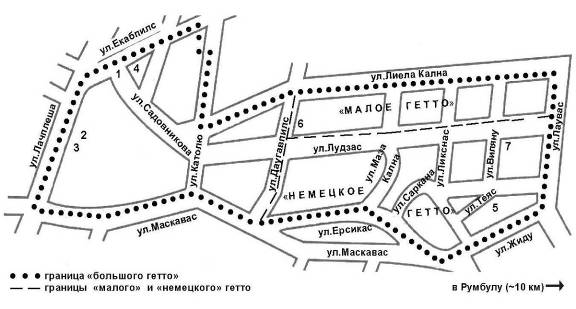 ул.Екабпилс
1 4
ул.Лиела Кална
ул.Садовникова
«МАЛОЕ ГЕТТО»
ул.Лачплеша
2
3
6
ул.Католю
ул.Даугавпилс
ул.Лудзас
ул.Маза Кална
ул.Ликснас
ул.Виляну
7
ул.Лаувас
«НЕМЕЦКОЕ
ГЕТТО»
ул.Саркана
ул.Тёяс
5
ул.Маскавас
ул.Ерсикас
ул.Маскавас
ул.Жиду
граница «большого гетто»
границы «малого» и «немецкого» гетто
в Румбулу (~10 км)